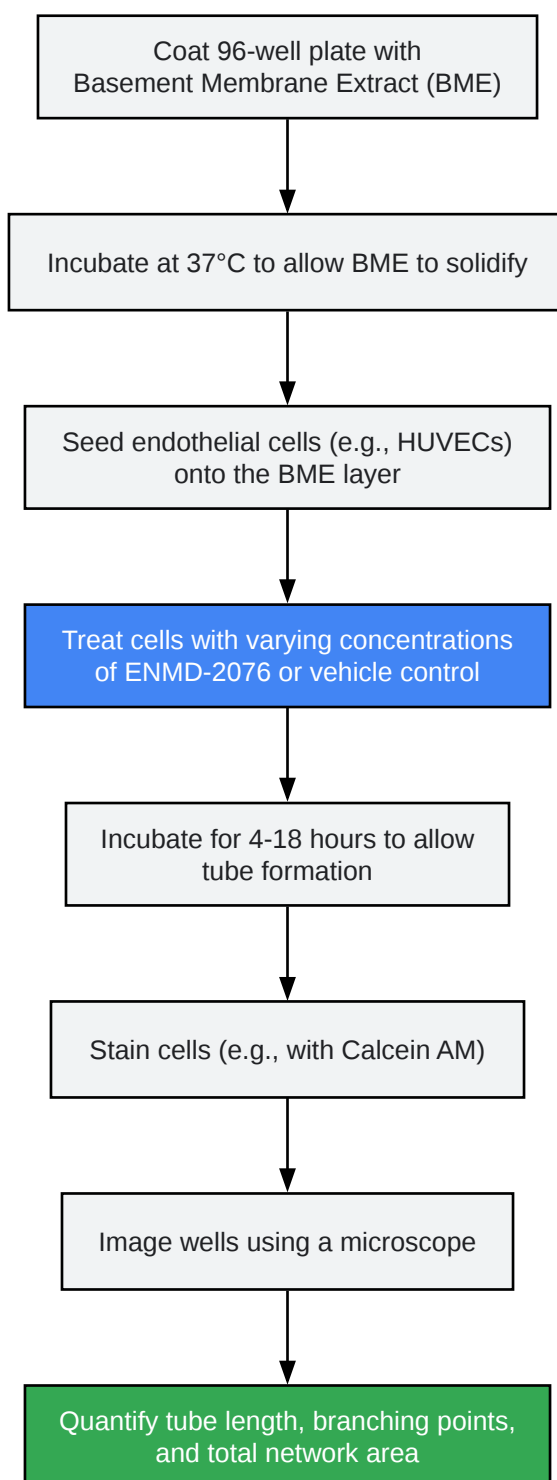 Coat 96-well plate with
Basement Membrane Extract (BME)
Incubate at 37°C to allow BME to solidify
Seed endothelial cells (e.g., HUVECs)
onto the BME layer
Treat cells with varying concentrations
of ENMD-2076 or vehicle control
Incubate for 4-18 hours to allow
tube formation
Stain cells (e.g., with Calcein AM)
Image wells using a microscope
Quantify tube length, branching points,
and total network area